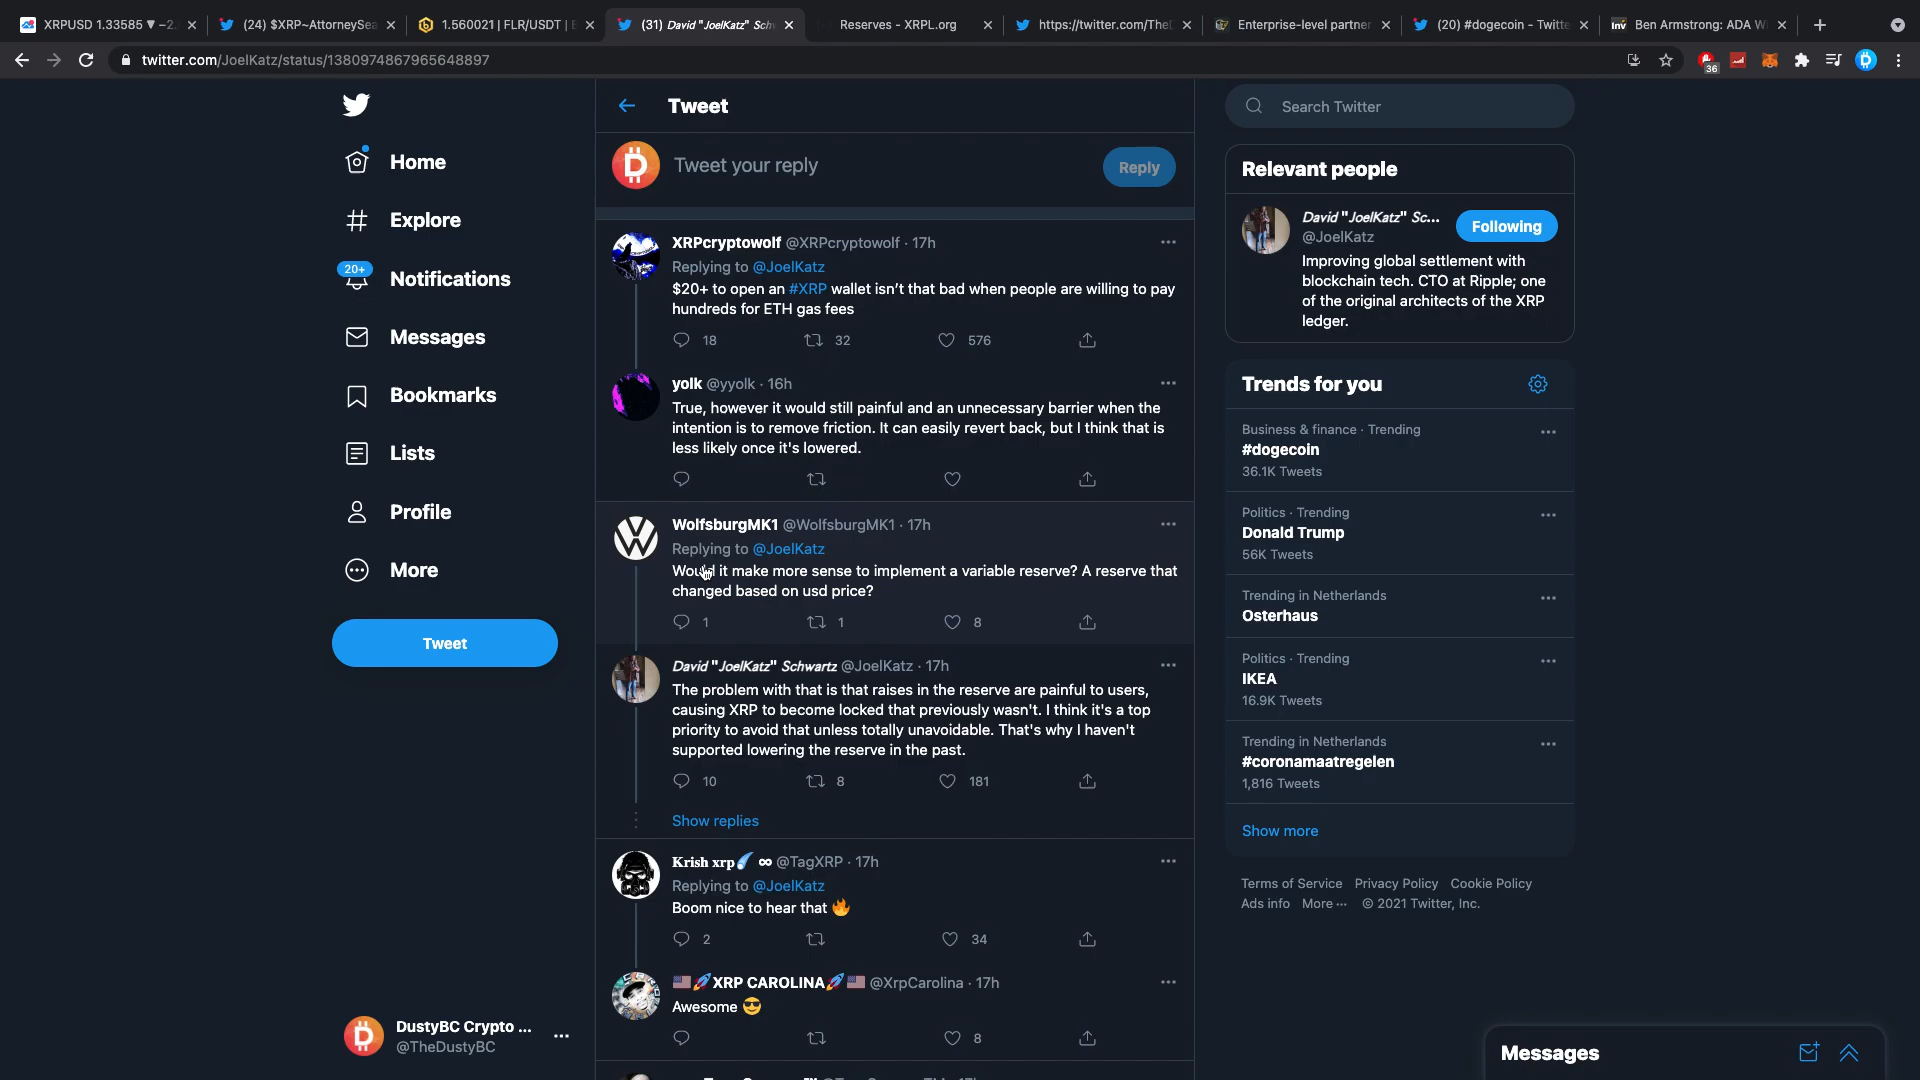 XRPUSD 1.33585 ▼ −2.
(24) $XRP~AttorneySea
1.560021 | FLR/USDT | B
(31) David "JoelKatz" Sch
Reserves - XRPL.org
https://twitter.com/TheD
Enterprise-level partner
(20) #dogecoin - Twitte
Ben Armstrong: ADA W
twitter.com/JoelKatz/status/1380974867965648897
36
Home
Explore
20+
Notifications
Messages
Bookmarks
Lists
Profile
More
Tweet
DustyBC Crypto ...
@TheDustyBC
Tweet
Tweet your reply
Reply
XRPcryptowolf @XRPcryptowolf · 17h
Replying to @JoelKatz
$20+ to open an #XRP wallet isn't that bad when people are willing to pay
hundreds for ETH gas fees
18 32 576
yolk @yyolk · 16h
True, however it would still painful and an unnecessary barrier when the
intention is to remove friction. It can easily revert back, but I think that is
less likely once it's lowered.
WolfsburgMK1 @WolfsburgMK1 · 17h
Replying to @JoelKatz
Would it make more sense to implement a variable reserve? A reserve that
changed based on usd price?
1 1 8
David "JoelKatz" Schwartz @JoelKatz · 17h
The problem with that is that raises in the reserve are painful to users,
causing XRP to become locked that previously wasn't. I think it's a top
priority to avoid that unless totally unavoidable. That's why I haven't
supported lowering the reserve in the past.
10 8 181
Show replies
Krish xrp☄️ ∞ @TagXRP · 17h
Replying to @JoelKatz
Boom nice to hear that 🔥
2 34
🇺🇸🚀XRP CAROLINA🚀🇺🇸 @XrpCarolina · 17h
Awesome 😎
8
Search Twitter
Relevant people
David "JoelKatz" Sc...
@JoelKatz
Following
Improving global settlement with
blockchain tech. CTO at Ripple; one
of the original architects of the XRP
ledger.
Trends for you
Business & finance · Trending
#dogecoin
36.1K Tweets
Politics · Trending
Donald Trump
56K Tweets
Trending in Netherlands
Osterhaus
Politics · Trending
IKEA
16.9K Tweets
Trending in Netherlands
#coronamaatregelen
1,816 Tweets
Show more
Terms of Service Privacy Policy Cookie Policy
Ads info More ··· © 2021 Twitter, Inc.
Messages